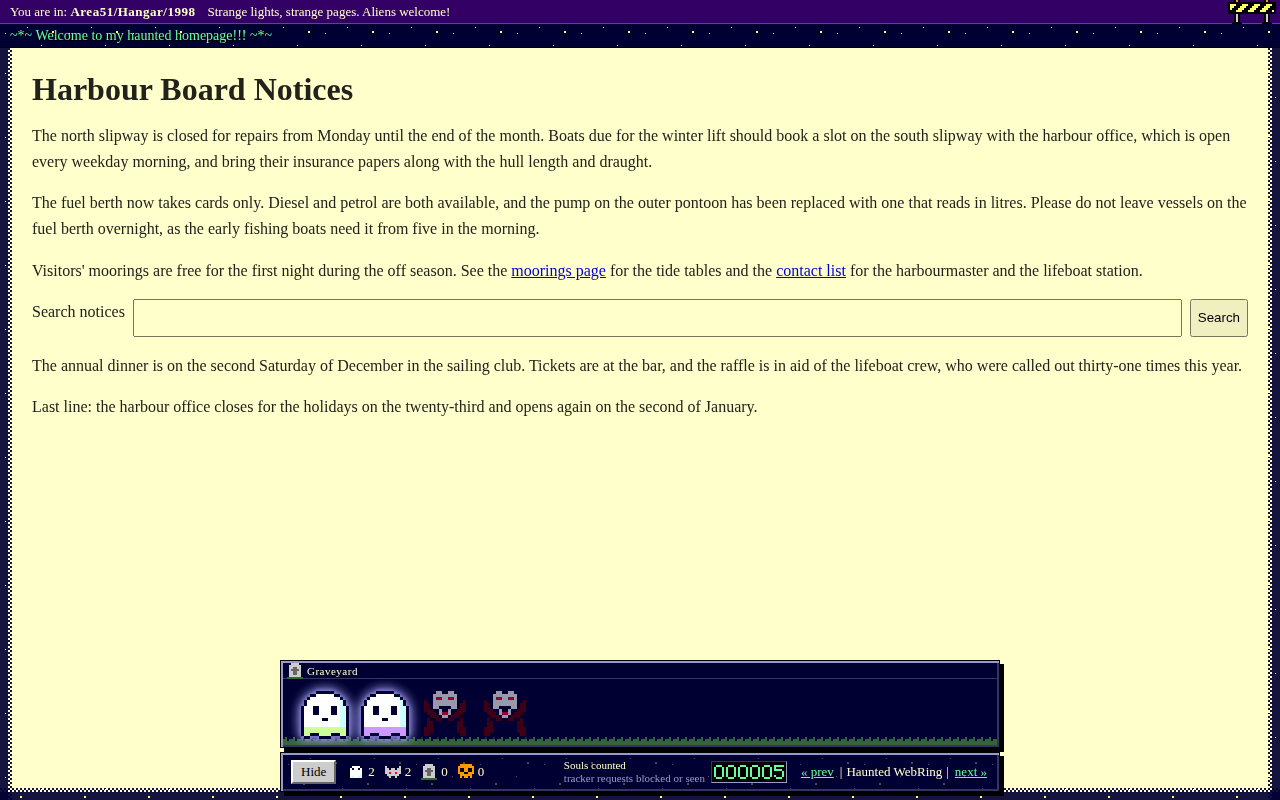 You are in: Area51/Hangar/1998 Strange lights, strange pages. Aliens welcome!
~*~ Welcome to my haunted homepage!!! ~*~
Harbour Board Notices
The north slipway is closed for repairs from Monday until the end of the month. Boats due for the winter lift should book a slot on the south slipway with the harbour office, which is open
every weekday morning, and bring their insurance papers along with the hull length and draught.
The fuel berth now takes cards only. Diesel and petrol are both available, and the pump on the outer pontoon has been replaced with one that reads in litres. Please do not leave vessels on the
fuel berth overnight, as the early fishing boats need it from five in the morning.
Visitors' moorings are free for the first night during the off season. See the moorings page for the tide tables and the contact list for the harbourmaster and the lifeboat station.
Search notices Search
The annual dinner is on the second Saturday of December in the sailing club. Tickets are at the bar, and the raffle is in aid of the lifeboat crew, who were called out thirty-one times this year.
Last line: the harbour office closes for the holidays on the twenty-third and opens again on the second of January.
Graveyard
Hide 2 2 0 0
Souls counted
tracker requests blocked or seen
000005
« prev | Haunted WebRing | next »